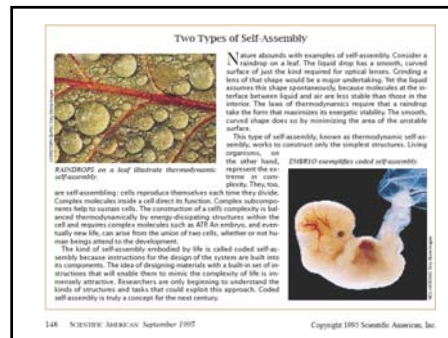 Two Types of Self-Assembly
Nature abounds with examples of self-assembly. Consider a
raindrop on a leaf. The liquid drop has a smooth, curved
surface of just the kind required for optical lenses. Grinding a
lens of that shape would be a major undertaking. Yet the liquid
assumes this shape spontaneously, because molecules at the in-
terface between liquid and air are less stable than those in the
interior. The laws of thermodynamics require that a raindrop
take the form that maximizes its energetic stability. The smooth,
curved shape does so by minimizing the area of the unstable
surface.
This type of self-assembly, known as thermodynamic self-as-
sembly, works to construct only the simplest structures. Living
organisms, on
the other hand,
represent the ex-
treme in com-
plexity. They, too,
RAINDROPS on a leaf illustrate thermodynamic
self-assembly.
EMBRYO exemplifies coded self-assembly.
are self-assembling: cells reproduce themselves each time they divide.
Complex molecules inside a cell direct its function. Complex subcompo-
nents help to sustain cells. The construction of a cell's complexity is bal-
anced thermodynamically by energy-dissipating structures within the
cell and requires complex molecules such as ATP. An embryo, and even-
tually new life, can arise from the union of two cells, whether or not hu-
man beings attend to the development.
The kind of self-assembly embodied by life is called coded self-as-
sembly because instructions for the design of the system are built into
its components. The idea of designing materials with a built-in set of in-
structions that will enable them to mimic the complexity of life is im-
mensely attractive. Researchers are only beginning to understand the
kinds of structures and tasks that could exploit this approach. Coded
self-assembly is truly a concept for the next century.
148 SCIENTIFIC AMERICAN September 1995
Copyright 1995 Scientific American, Inc.